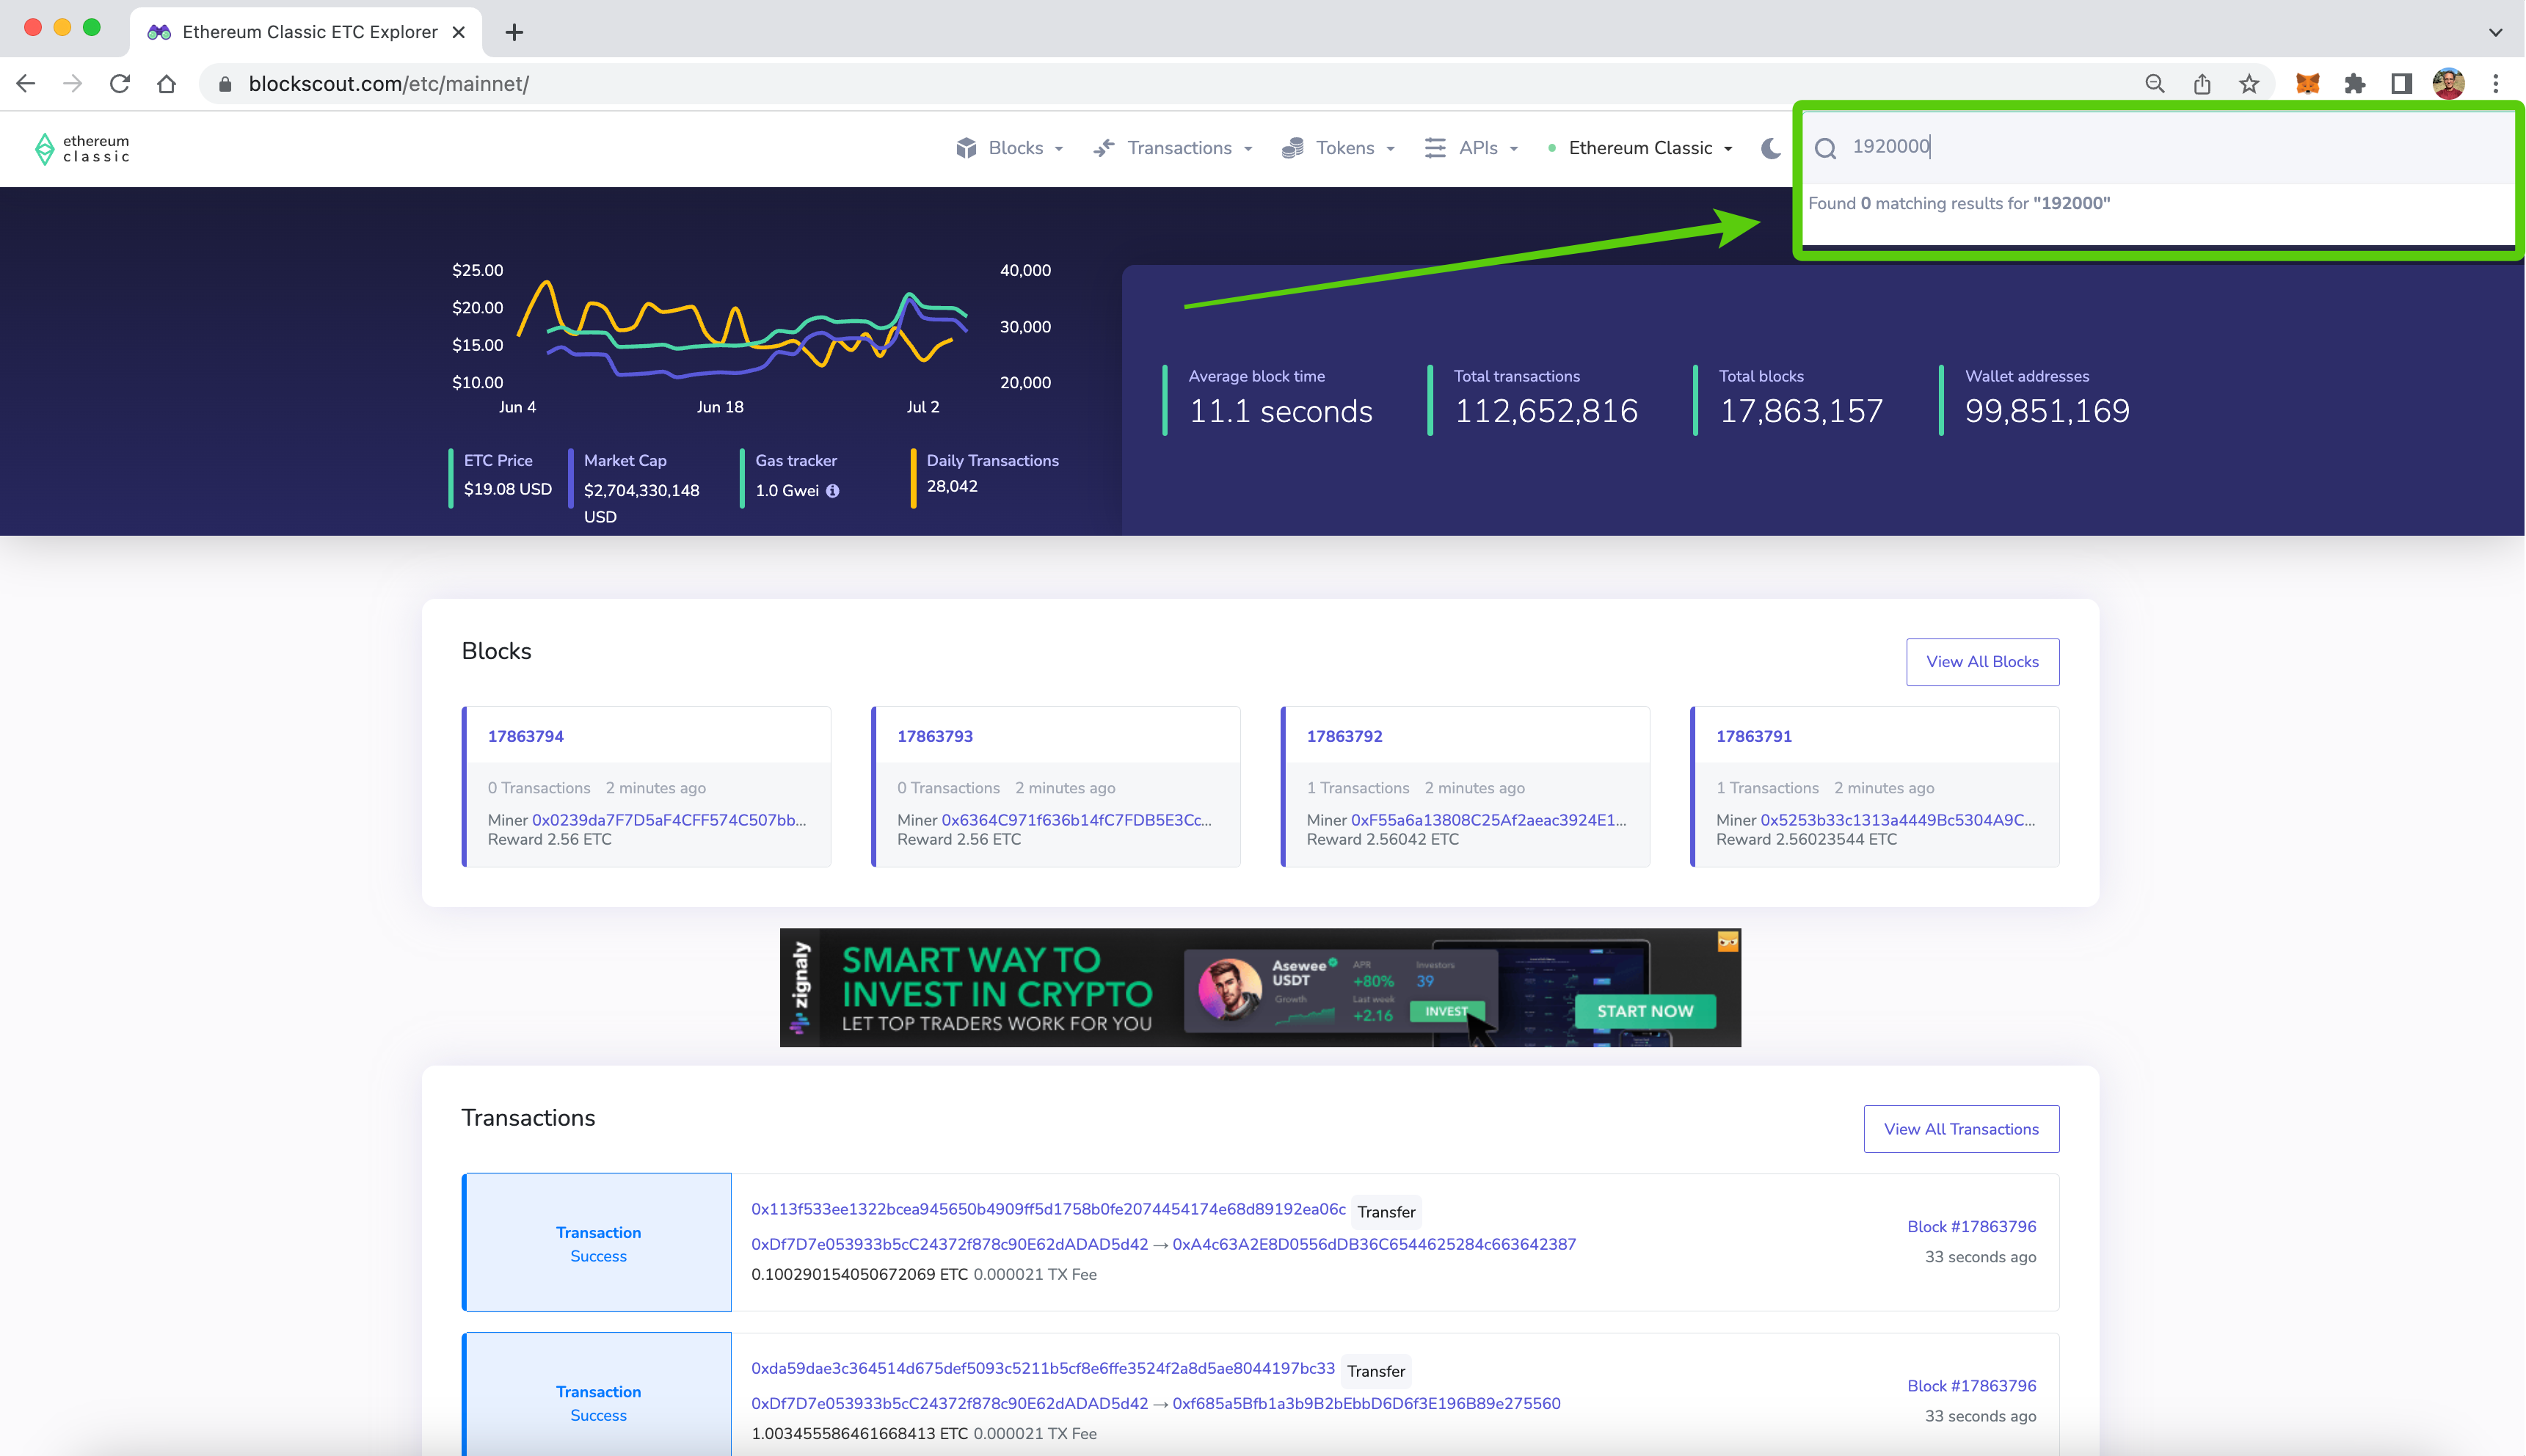 Ethereum Classic ETC Explorer
blockscout.com/etc/mainnet/
ethereum
classic
Blocks
Transactions
Tokens
APIs
Ethereum Classic
1920000
Found 0 matching results for "192000"
$25.00
$20.00
$15.00
$10.00
40,000
30,000
20,000
Jun 4
Jun 18
Jul 2
ETC Price
$19.08 USD
Market Cap
$2,704,330,148
USD
Gas tracker
1.0 Gwei
Daily Transactions
28,042
Average block time
11.1 seconds
Total transactions
112,652,816
Total blocks
17,863,157
Wallet addresses
99,851,169
Blocks
View All Blocks
17863794
0 Transactions 2 minutes ago
Miner 0x0239da7F7D5aF4CFF574C507bb...
Reward 2.56 ETC
17863793
0 Transactions 2 minutes ago
Miner 0x6364C971f636b14fC7FDB5E3Cc...
Reward 2.56 ETC
17863792
1 Transactions 2 minutes ago
Miner 0xF55a6a13808C25Af2aeac3924E1...
Reward 2.56042 ETC
17863791
1 Transactions 2 minutes ago
Miner 0x5253b33c1313a4449Bc5304A9C...
Reward 2.56023544 ETC
zignaly
SMART WAY TO
INVEST IN CRYPTO
LET TOP TRADERS WORK FOR YOU
Asewee
USDT
Growth
APR
+80%
Last week
+2.16
Investors
39
INVEST
START NOW
Transactions
View All Transactions
Transaction
Success
0x113f533ee1322bcea945650b4909ff5d1758b0fe2074454174e68d89192ea06c Transfer
0xDf7D7e053933b5cC24372f878c90E62dADAD5d42 → 0xA4c63A2E8D0556dDB36C6544625284c663642387
0.100290154050672069 ETC 0.000021 TX Fee
Block #17863796
33 seconds ago
Transaction
Success
0xda59dae3c364514d675def5093c5211b5cf8e6ffe3524f2a8d5ae8044197bc33 Transfer
0xDf7D7e053933b5cC24372f878c90E62dADAD5d42 → 0xf685a5Bfb1a3b9B2bEbbD6D6f3E196B89e275560
1.003455586461668413 ETC 0.000021 TX Fee
Block #17863796
33 seconds ago